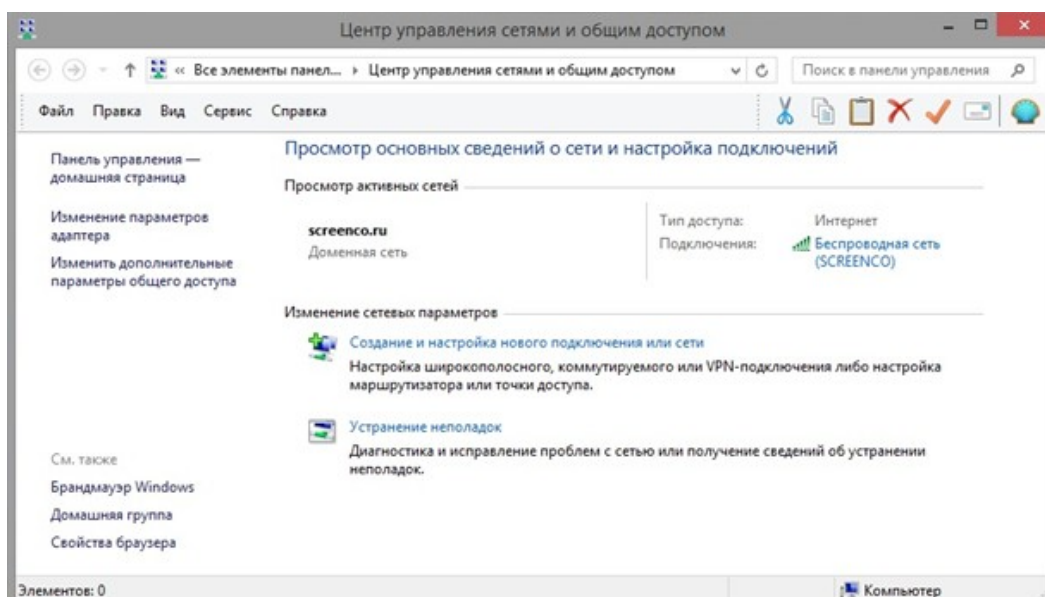 Центр управления сетями и общим доступом
« Все элементы панел... ▸ Центр управления сетями и общим доступом
Поиск в панели управления
Файл Правка Вид Сервис Справка
Панель управления —
домашняя страница
Изменение параметров
адаптера
Изменить дополнительные
параметры общего доступа
Просмотр основных сведений о сети и настройка подключений
Просмотр активных сетей
screenco.ru
Доменная сеть
Тип доступа: Интернет
Подключения: Беспроводная сеть
(SCREENCO)
Изменение сетевых параметров
Создание и настройка нового подключения или сети
Настройка широкополосного, коммутируемого или VPN-подключения либо настройка
маршрутизатора или точки доступа.
Устранение неполадок
Диагностика и исправление проблем с сетью или получение сведений об устранении
неполадок.
См. также
Брандмауэр Windows
Домашняя группа
Свойства браузера
Элементов: 0
Компьютер